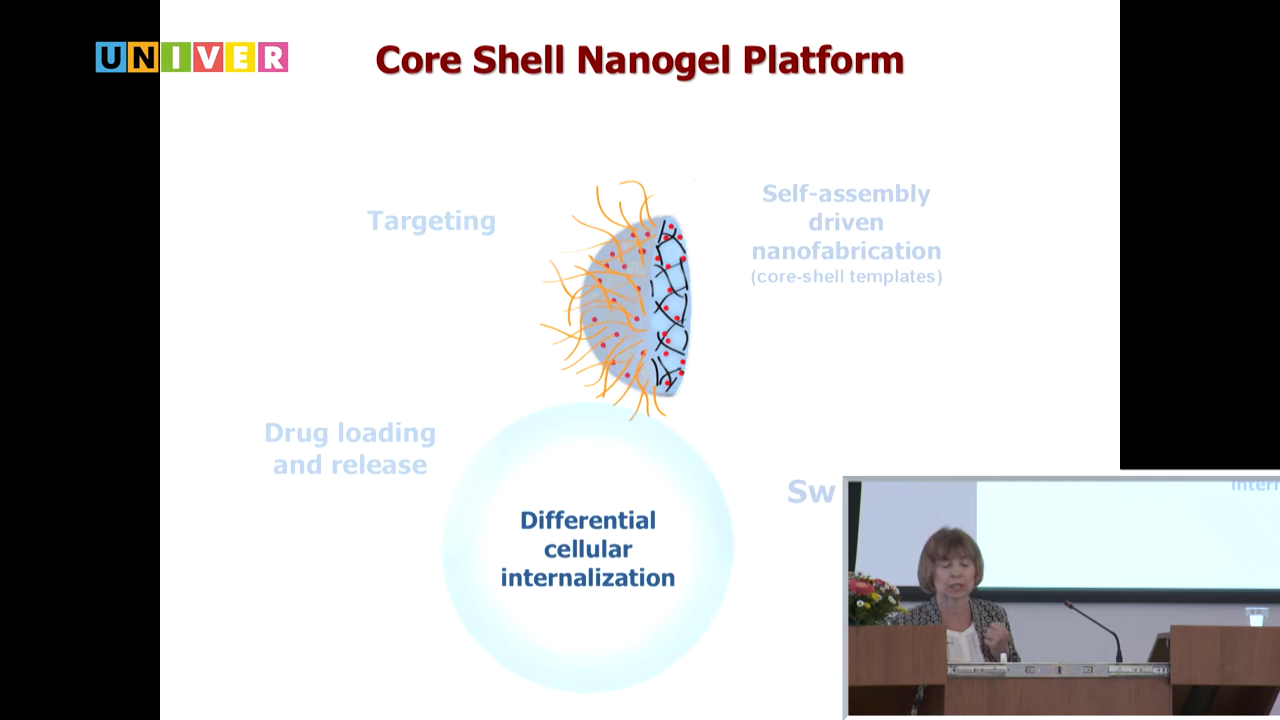 UNIVER
Core Shell Nanogel Platform
Targeting
Self-assembly
driven
nanofabrication
(core-shell templates)
Drug loading
and release
Sw
Differential
cellular
internalization
intern